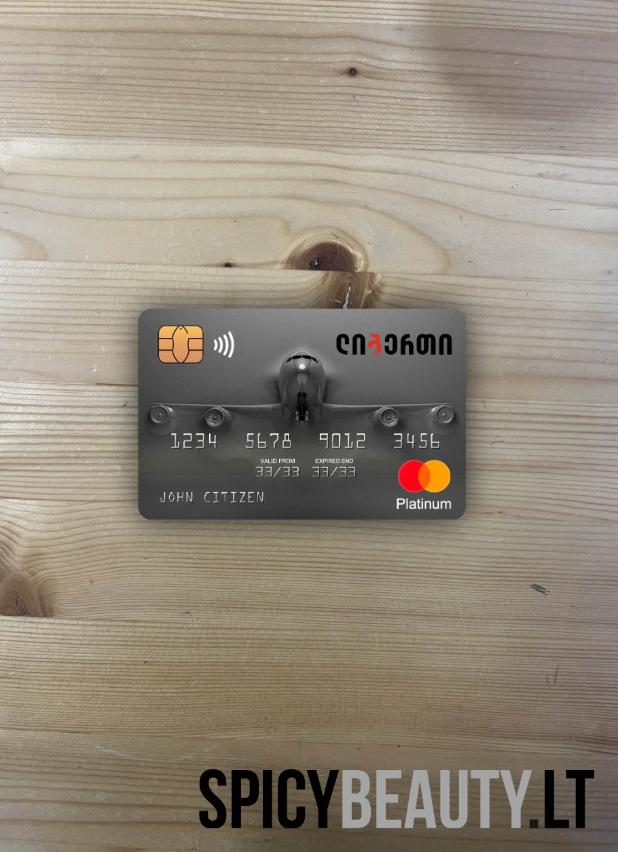 ლიბერთი
1234 5678 9012 3456
VALID FROM EXPIRED END
33/33 33/33
JOHN CITIZEN
Platinum
SPICYBEAUTY.LT